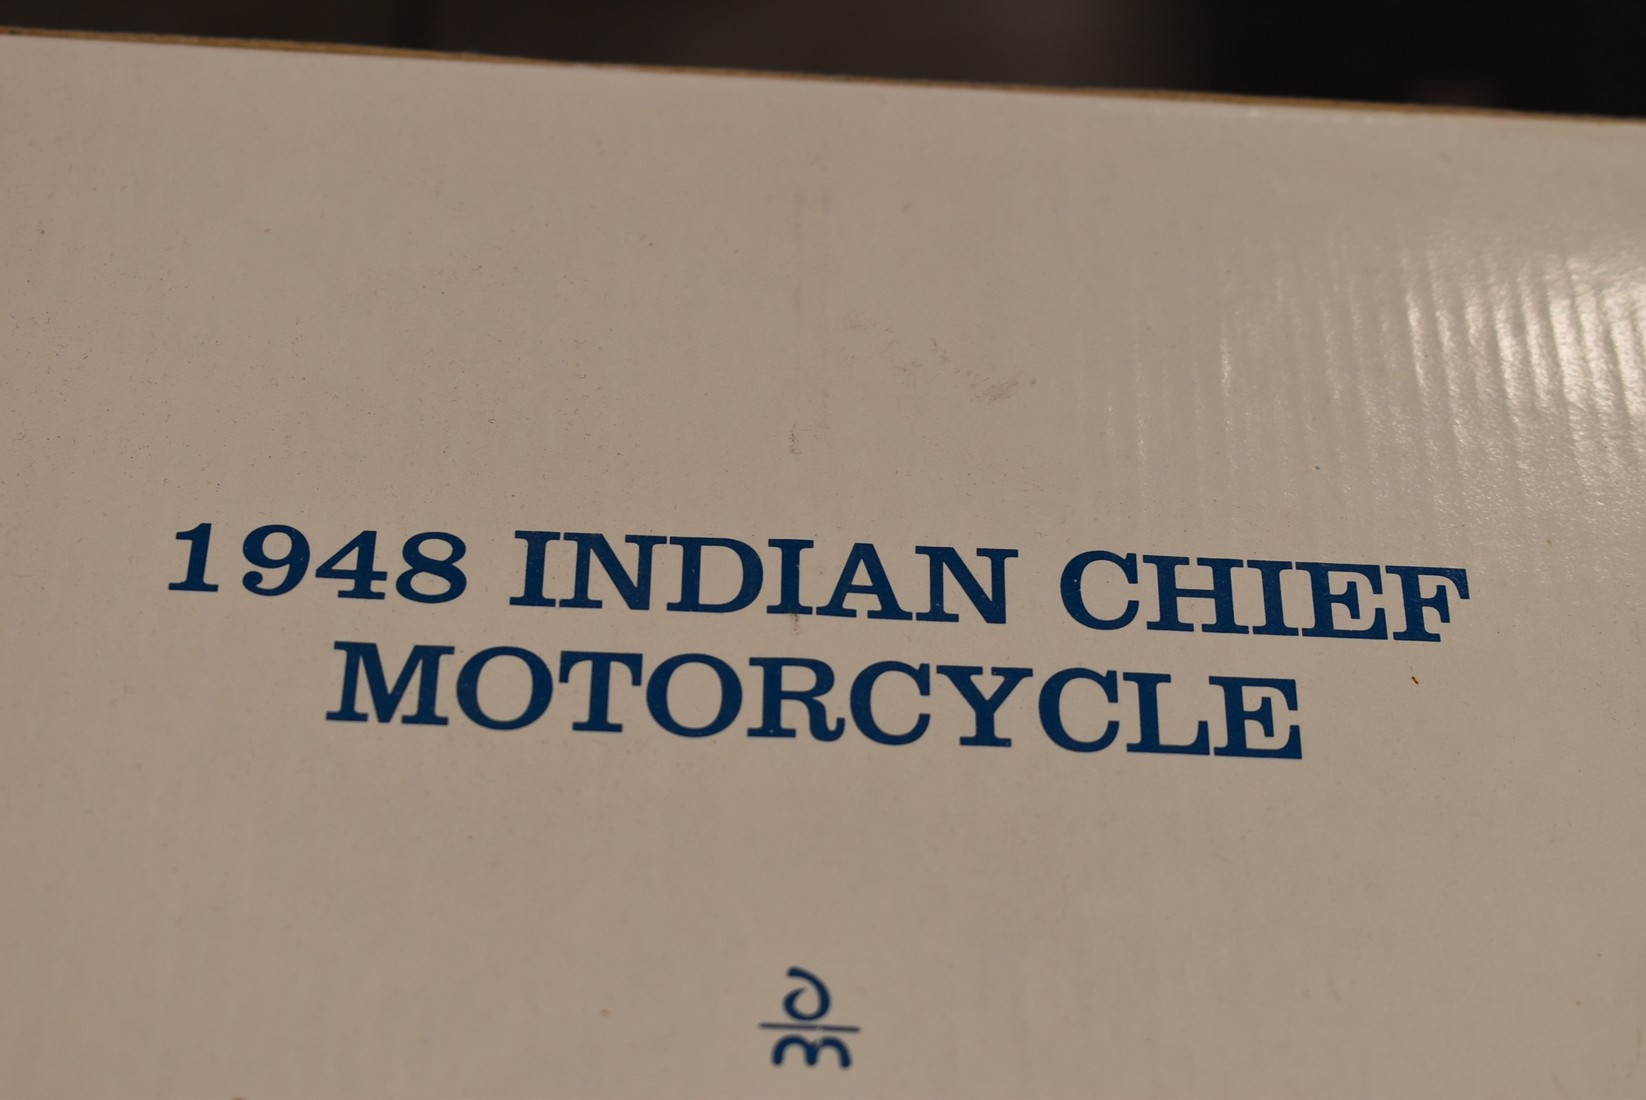 1948 INDIAN CHIEF
MOTORCYCLE